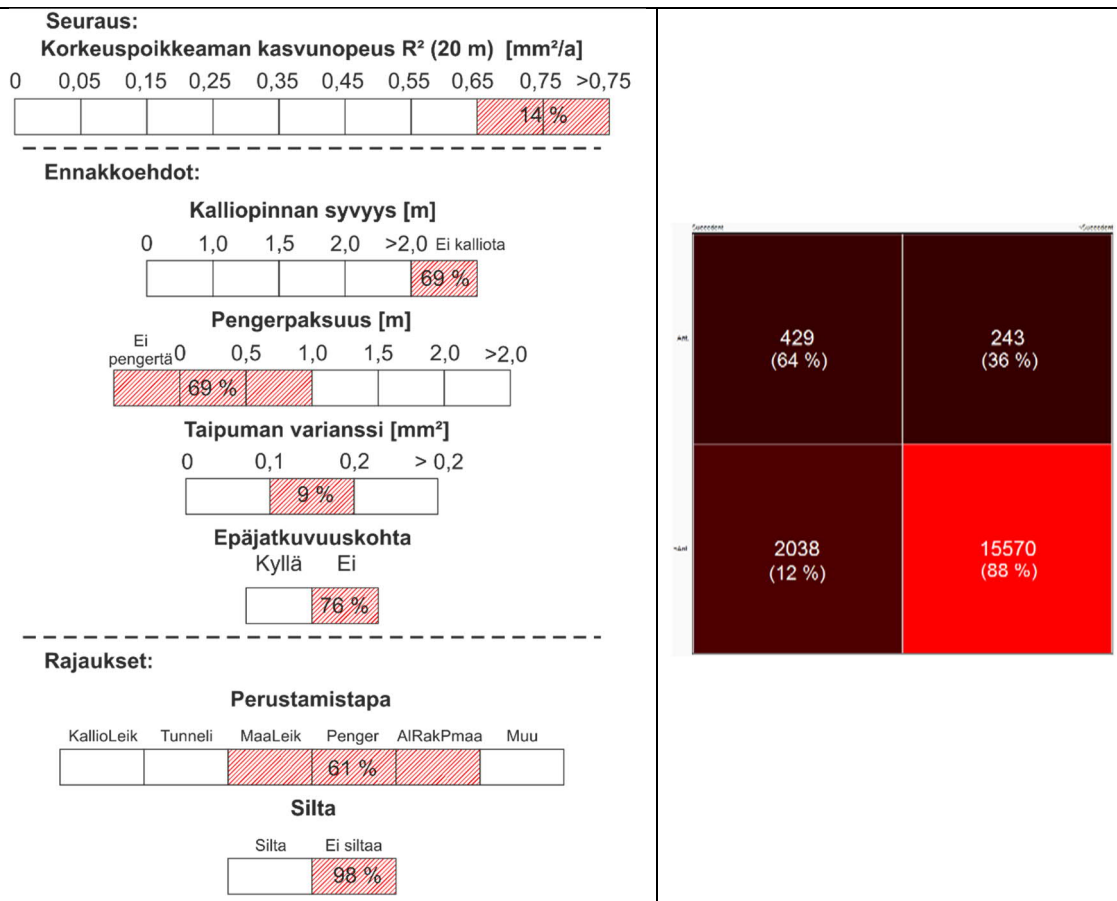 Seuraus:
Korkeuspoikkeaman kasvunopeus R² (20 m) [mm²/a]
0 0,05 0,15 0,25 0,35 0,45 0,55 0,65 0,75 >0,75
14 %
Ennakkoehdot:
Kalliopinnan syvyys [m]
0 1,0 1,5 2,0 >2,0 Ei kalliota
69 %
Pengerpaksuus [m]
Ei
pengertä 0 0,5 1,0 1,5 2,0 >2,0
69 %
Taipuman varianssi [mm²]
0 0,1 0,2 > 0,2
9 %
Epäjatkuvuuskohta
Kyllä Ei
76 %
Rajaukset:
Perustamistapa
KallioLeik Tunneli MaaLeik Penger AlRakPmaa Muu
61 %
Silta
Silta Ei siltaa
98 %
Succedent
Ant.
429 243
(64 %) (36 %)
2038 15570
(12 %) (88 %)